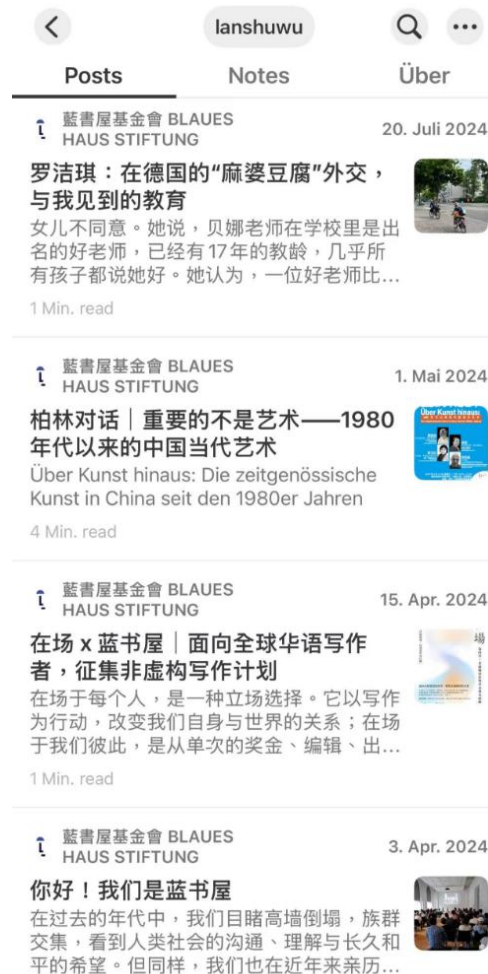 lanshuwu
Posts Notes Über
藍書屋基金會 BLAUES
HAUS STIFTUNG
20. Juli 2024
罗洁琪：在德国的“麻婆豆腐”外交，
与我见到的教育
女儿不同意。她说，贝娜老师在学校里是出
名的好老师，已经有17年的教龄，几乎所
有孩子都说她好。她认为，一位好老师比...
1 Min. read
藍書屋基金會 BLAUES
HAUS STIFTUNG
1. Mai 2024
柏林对话｜重要的不是艺术——1980
年代以来的中国当代艺术
Über Kunst hinaus: Die zeitgenössische
Kunst in China seit den 1980er Jahren
Über Kunst hinaus:
4 Min. read
藍書屋基金會 BLAUES
HAUS STIFTUNG
15. Apr. 2024
在场 x 蓝书屋｜面向全球华语写作
者，征集非虚构写作计划
在场于每个人，是一种立场选择。它以写作
为行动，改变我们自身与世界的关系；在场
于我们彼此，是从单次的奖金、编辑、出...
場
1 Min. read
藍書屋基金會 BLAUES
HAUS STIFTUNG
3. Apr. 2024
你好！我们是蓝书屋
在过去的年代中，我们目睹高墙倒塌，族群
交集，看到人类社会的沟通、理解与长久和
平的希望。但同样，我们也在近年来亲历...